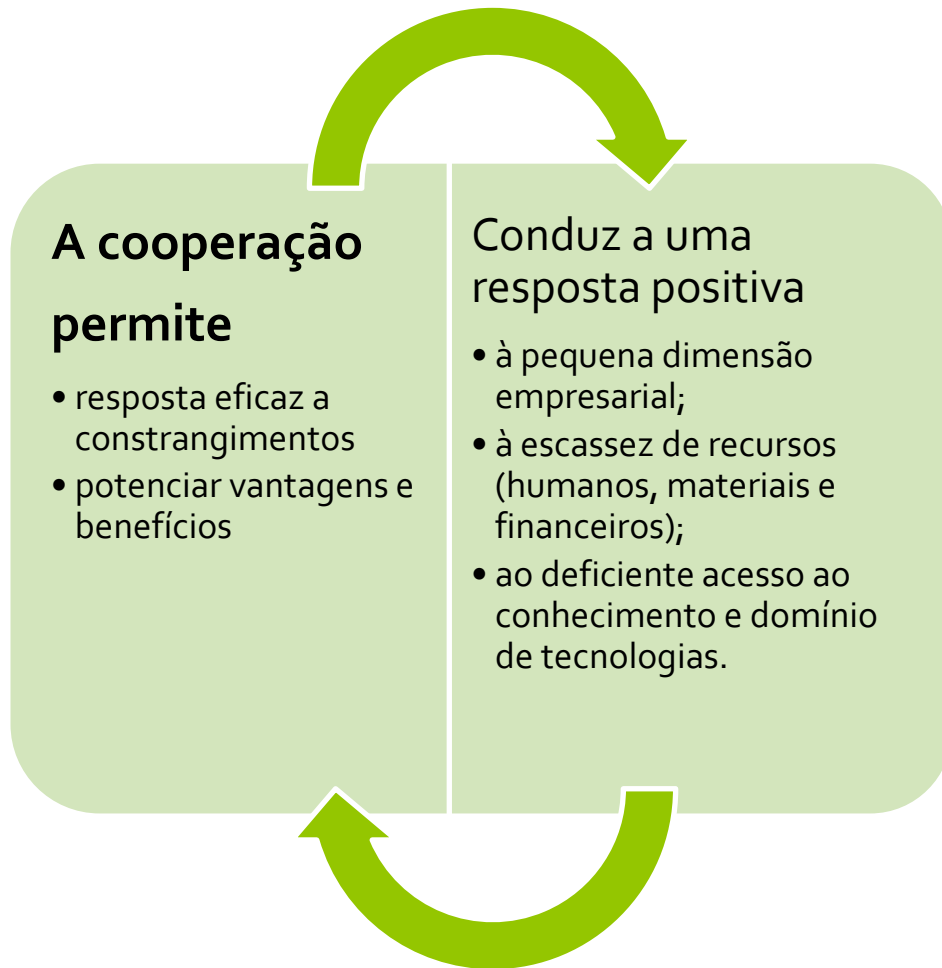 A cooperação
permite
• resposta eficaz a
constrangimentos
• potenciar vantagens e
benefícios
Conduz a uma
resposta positiva
• à pequena dimensão
empresarial;
• à escassez de recursos
(humanos, materiais e
financeiros);
• ao deficiente acesso ao
conhecimento e domínio
de tecnologias.